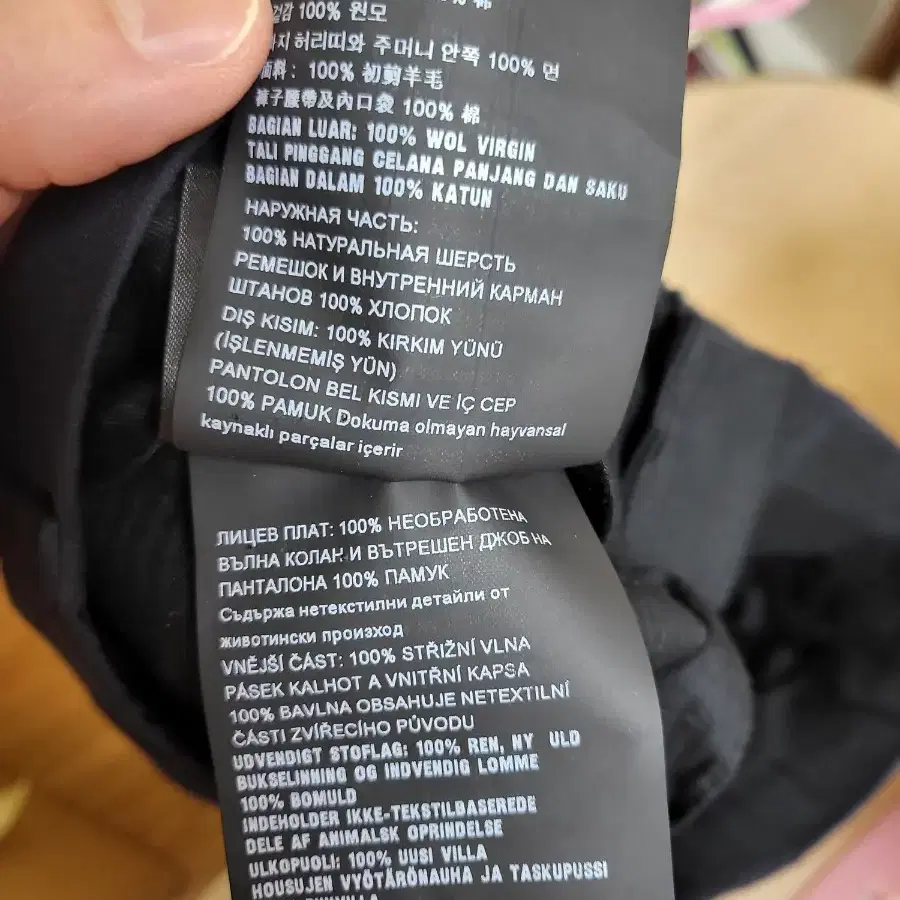 100% 원모
허리띠와 주머니 안쪽 100% 면
面料: 100% 初剪羊毛
褲子腰帶及內口袋 100% 棉
BAGIAN LUAR: 100% WOL VIRGIN
TALI PINGGANG CELANA PANJANG DAN SAKU
BAGIAN DALAM 100% KATUN
НАРУЖНАЯ ЧАСТЬ:
100% НАТУРАЛЬНАЯ ШЕРСТЬ
РЕМЕШОК И ВНУТРЕННИЙ КАРМАН
ШТАНОВ 100% ХЛОПОК
DIŞ KISIM: 100% KIRKIM YÜNÜ
(İŞLENMEMİŞ YÜN)
PANTOLON BEL KISMI VE İÇ CEP
100% PAMUK Dokuma olmayan hayvansal
kaynaklı parçalar içerir
ЛИЦЕВ ПЛАТ: 100% НЕОБРАБОТЕНА
ВЪЛНА КОЛАН И ВЪТРЕШЕН ДЖОБ НА
ПАНТАЛОНА 100% ПАМУК
Съдържа нетекстилни детайли от
животински произход
VNĚJŠÍ ČÁST: 100% STŘIŽNÍ VLNA
PÁSEK KALHOT A VNITŘNÍ KAPSA
100% BAVLNA OBSAHUJE NETEXTILNÍ
ČÁSTI ZVÍŘECÍHO PŮVODU
UDVENDIGT STOFLAG: 100% REN, NY ULD
BUKSELINNING OG INDVENDIG LOMME
100% BOMULD
INDEHOLDER IKKE-TEKSTILBASEREDE
DELE AF ANIMALSK OPRINDELSE
ULKOPUOLI: 100% UUSI VILLA
HOUSUJEN VYÖTÄRÖNAUHA JA TASKUPUSSI